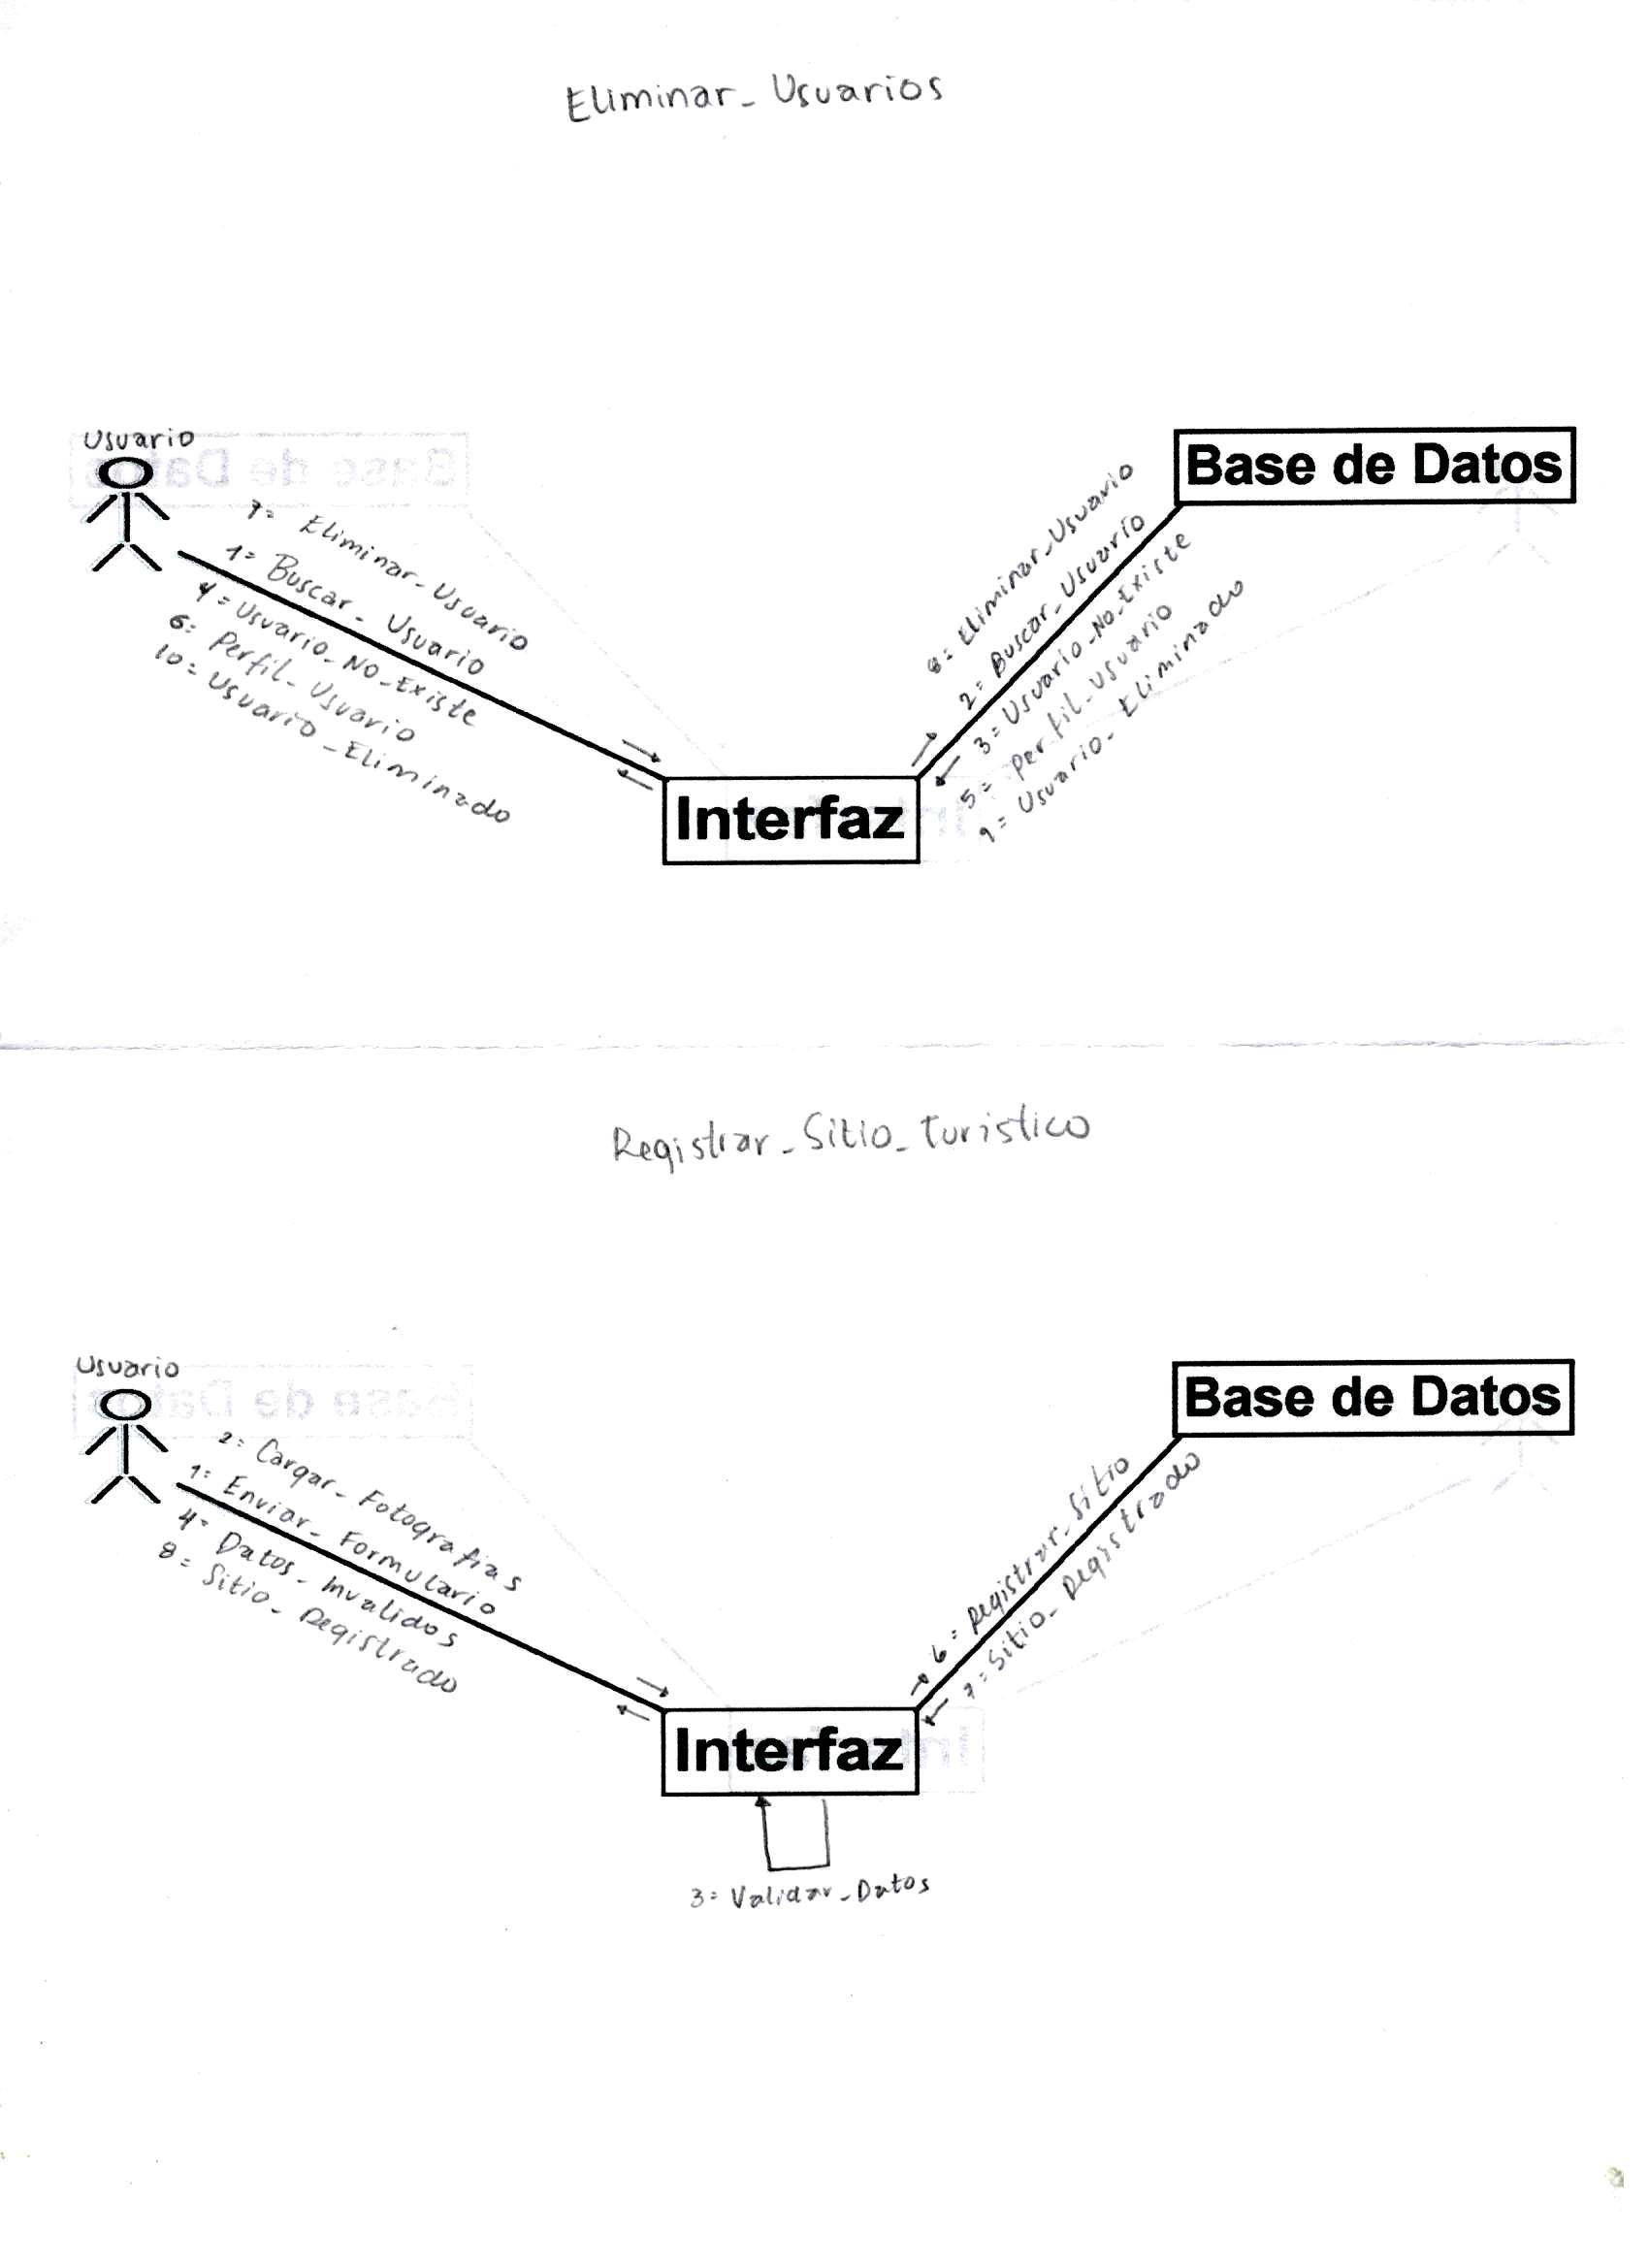 Eliminar_Usuarios
Usuario
Base de Datos
7= Eliminar_Usuario
1= Buscar_Usuario
4= Usuario_No_Existe
6= Perfil_Usuario
10= Usuario_Eliminado
8= Eliminar_Usuario
2= Buscar_Usuario
3= Usuario_No_Existe
5= Perfil_Usuario
9= Usuario_Eliminado
Interfaz
Registrar_Sitio_Turistico
Usuario
Base de Datos
2= Cargar_Fotografias
1= Enviar_Formulario
4= Datos_Invalidos
8= Sitio_Registrado
6= Registrar_Sitio
7= Sitio_Registrado
Interfaz
3= Validar_Datos